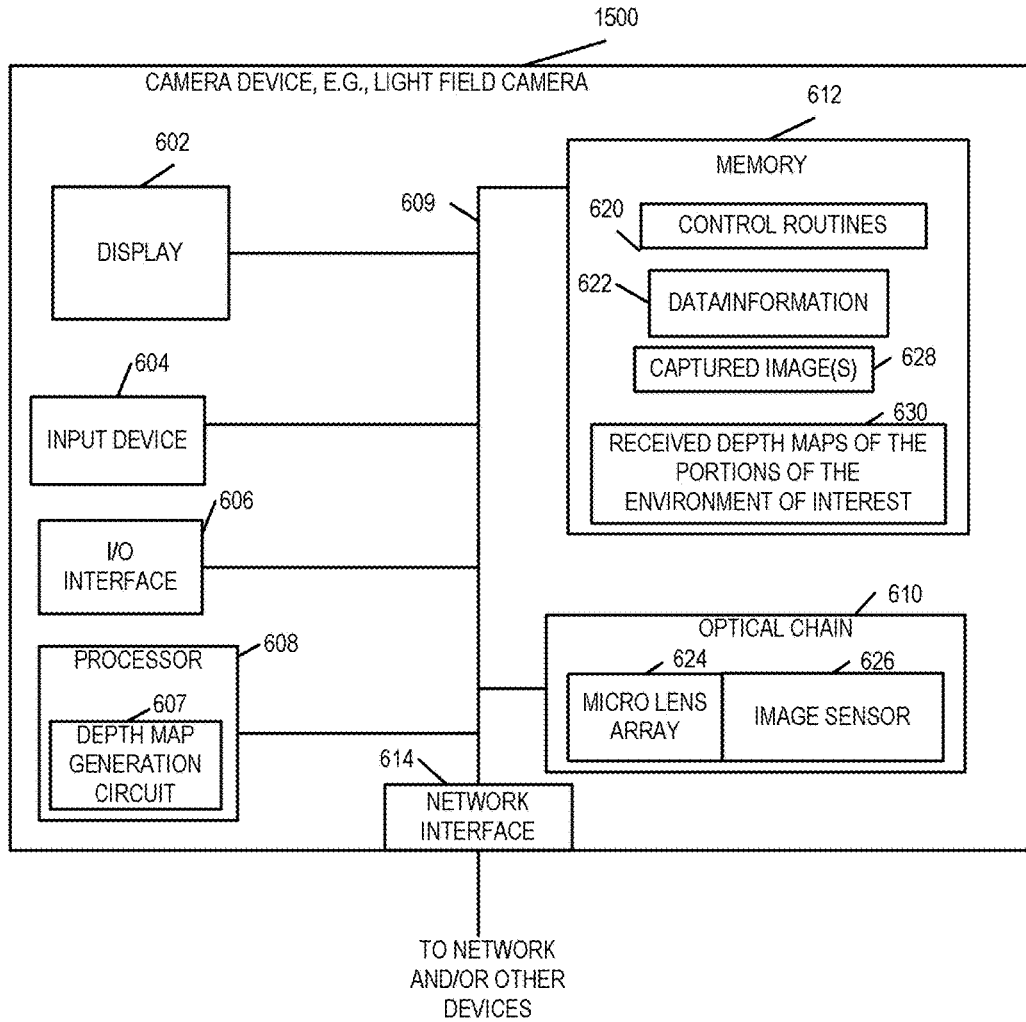 1500
CAMERA DEVICE, E.G., LIGHT FIELD CAMERA
602
DISPLAY
604
INPUT DEVICE
606
I/O
INTERFACE
608
PROCESSOR
607
DEPTH MAP
GENERATION
CIRCUIT
609
612
MEMORY
620
CONTROL ROUTINES
622
DATA/INFORMATION
CAPTURED IMAGE(S)
628
630
RECEIVED DEPTH MAPS OF THE
PORTIONS OF THE
ENVIRONMENT OF INTEREST
610
OPTICAL CHAIN
624
626
MICRO LENS
ARRAY
IMAGE SENSOR
614
NETWORK
INTERFACE
TO NETWORK
AND/OR OTHER
DEVICES